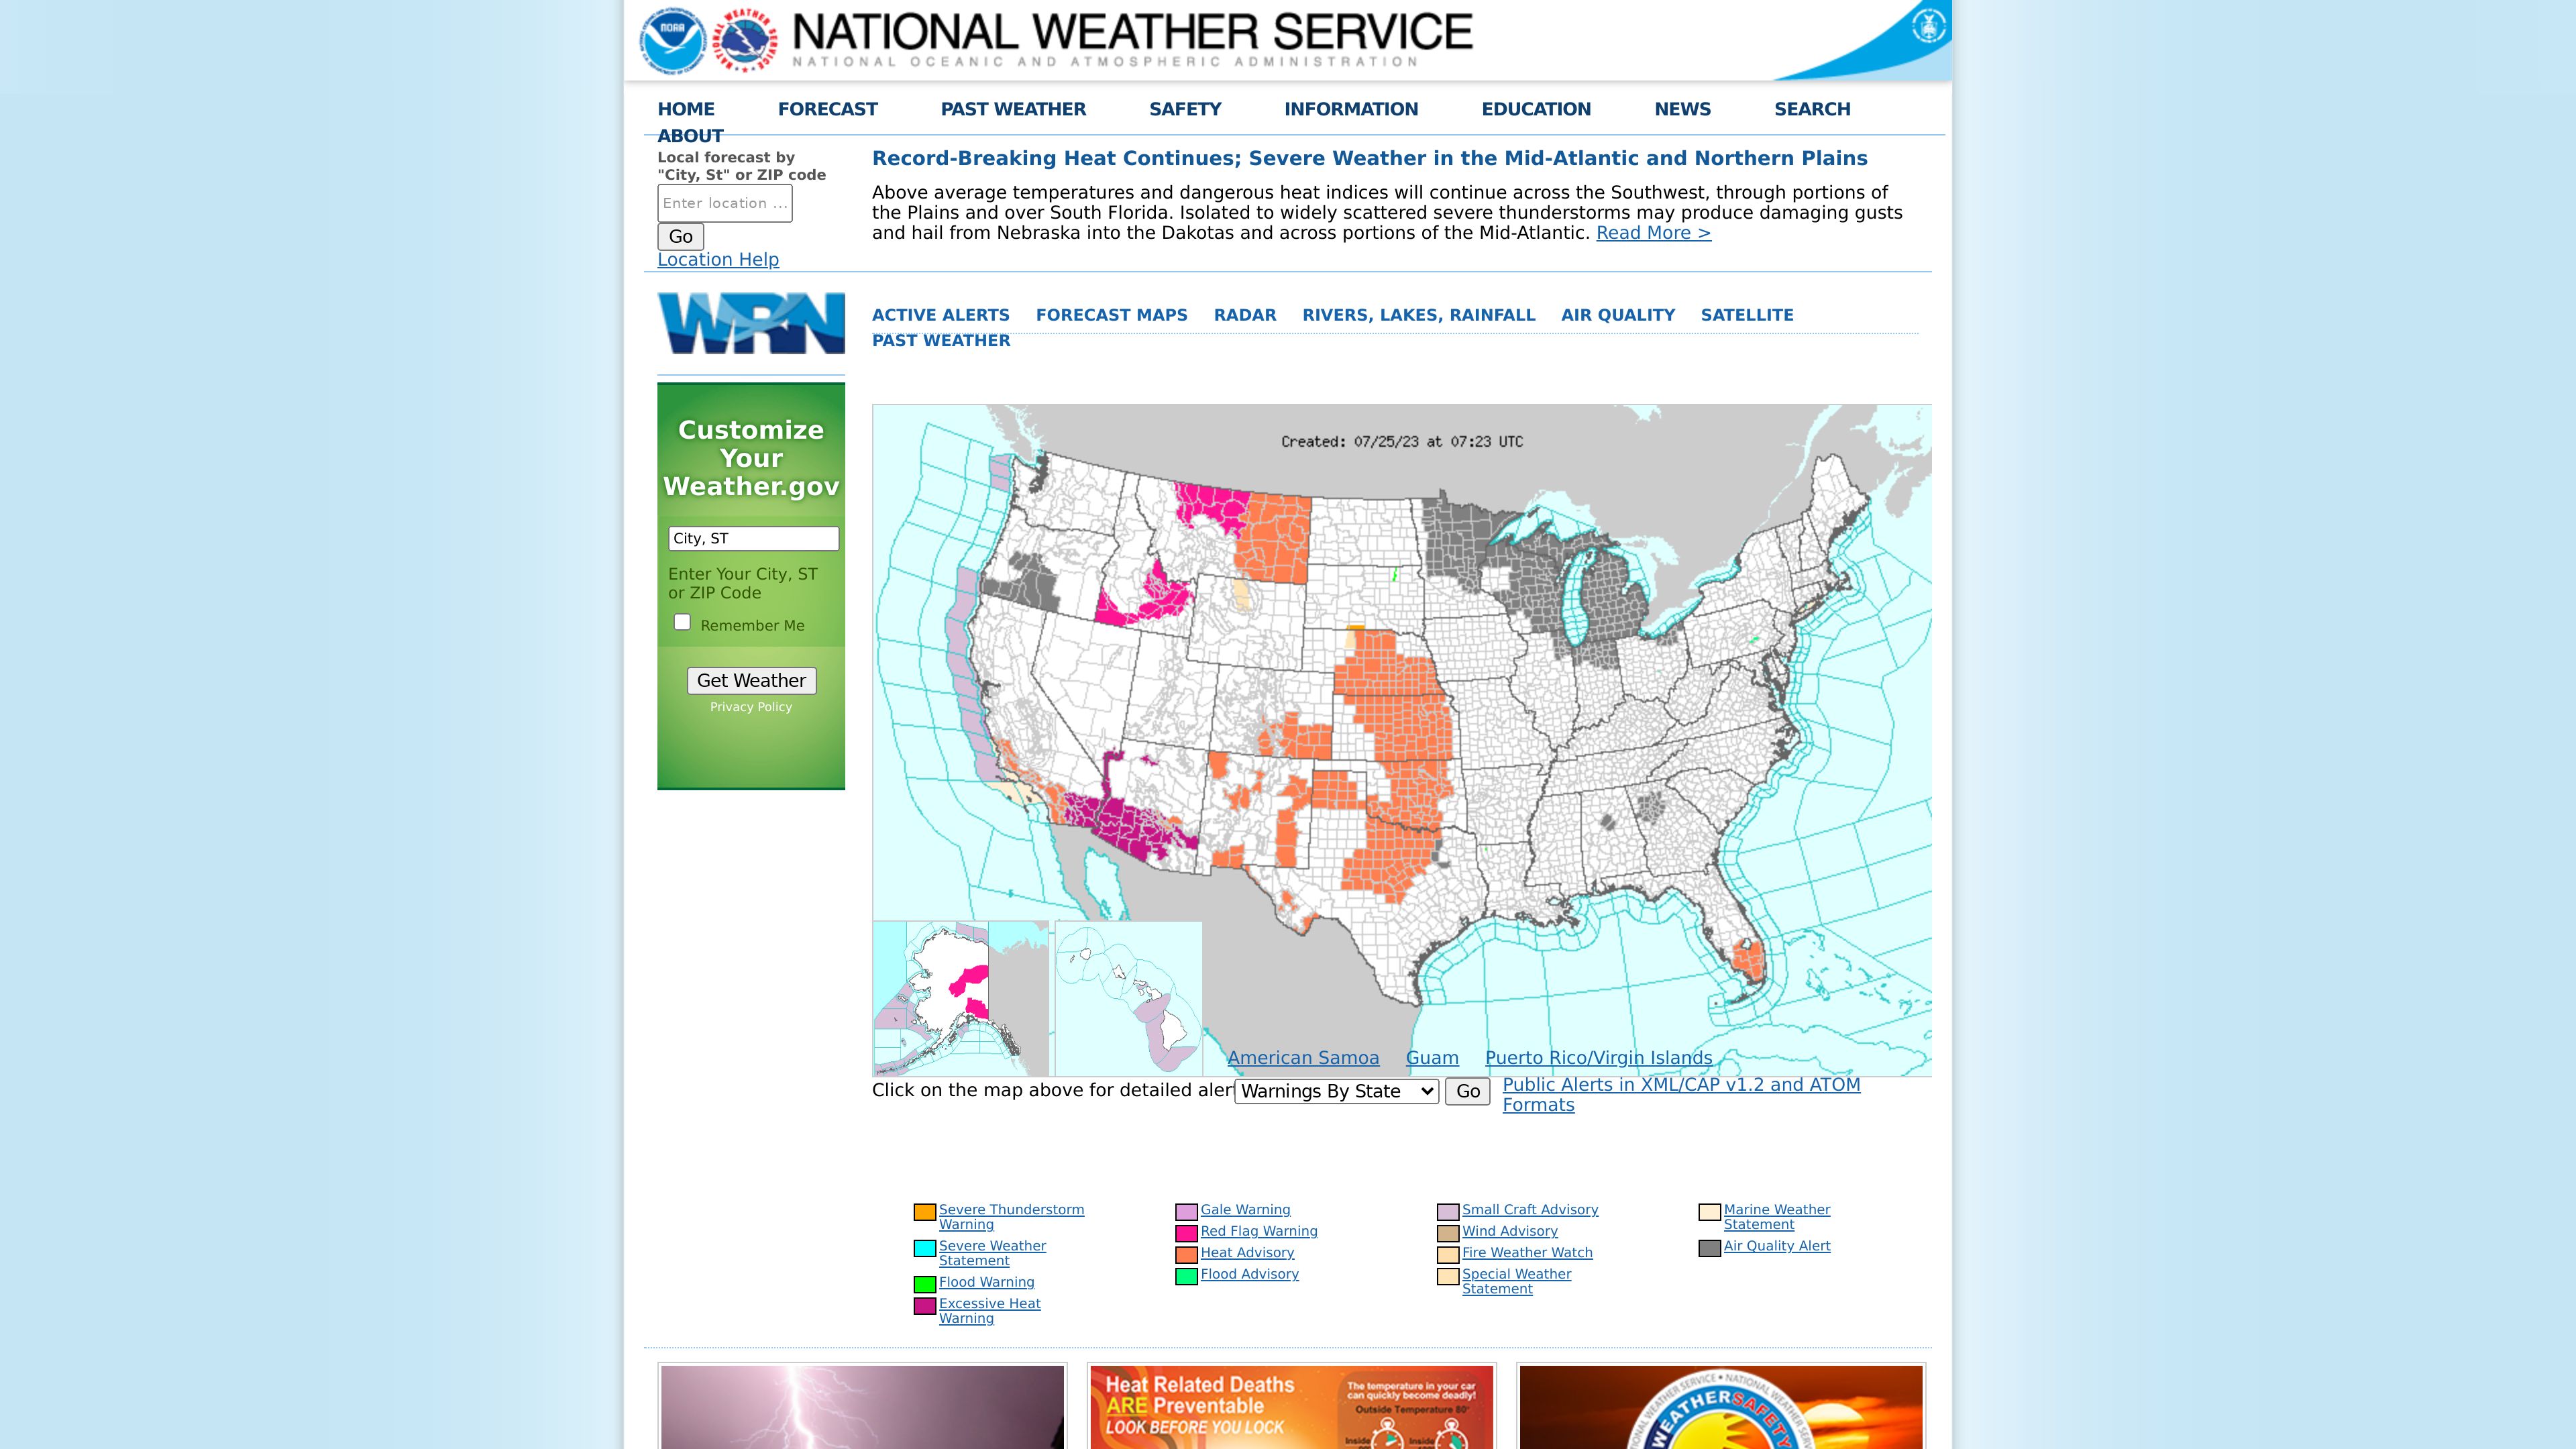 NATIONAL WEATHER SERVICE
NATIONAL OCEANIC AND ATMOSPHERIC ADMINISTRATION
HOME FORECAST PAST WEATHER SAFETY INFORMATION EDUCATION NEWS SEARCH
ABOUT
Local forecast by
"City, St" or ZIP code
Enter location ...
Go
Location Help
Record-Breaking Heat Continues; Severe Weather in the Mid-Atlantic and Northern Plains
Above average temperatures and dangerous heat indices will continue across the Southwest, through portions of
the Plains and over South Florida. Isolated to widely scattered severe thunderstorms may produce damaging gusts
and hail from Nebraska into the Dakotas and across portions of the Mid-Atlantic. Read More >
WRN
ACTIVE ALERTS FORECAST MAPS RADAR RIVERS, LAKES, RAINFALL AIR QUALITY SATELLITE
PAST WEATHER
Customize
Your
Weather.gov
City, ST
Enter Your City, ST
or ZIP Code
Remember Me
Get Weather
Privacy Policy
Created: 07/25/23 at 07:23 UTC
American Samoa Guam Puerto Rico/Virgin Islands
Click on the map above for detailed aler
Warnings By State Go
Public Alerts in XML/CAP v1.2 and ATOM
Formats
Severe Thunderstorm
Warning
Severe Weather
Statement
Flood Warning
Excessive Heat
Warning
Gale Warning
Red Flag Warning
Heat Advisory
Flood Advisory
Small Craft Advisory
Wind Advisory
Fire Weather Watch
Special Weather
Statement
Marine Weather
Statement
Air Quality Alert
Heat Related Deaths
ARE Preventable
LOOK BEFORE YOU LOCK
The temperature in your car
can quickly become deadly!
Outside Temperature 80°
Inside Inside
WEATHER SERVICE • NATIONAL
WEATHER SAFETY